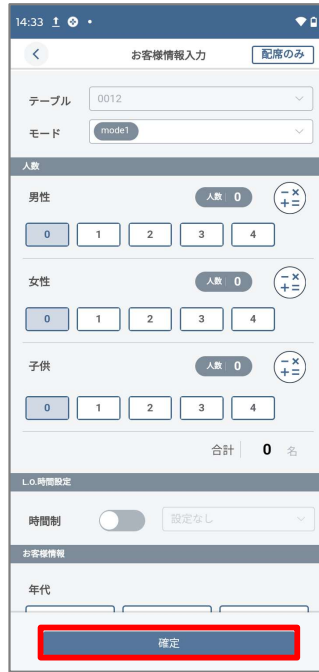 14:33
お客様情報入力
配席のみ
テーブル 0012
モード mode1
人数
男性 人数 0
0 1 2 3 4
女性 人数 0
0 1 2 3 4
子供 人数 0
0 1 2 3 4
合計 0 名
L.O.時間設定
時間制 設定なし
お客様情報
年代
確定